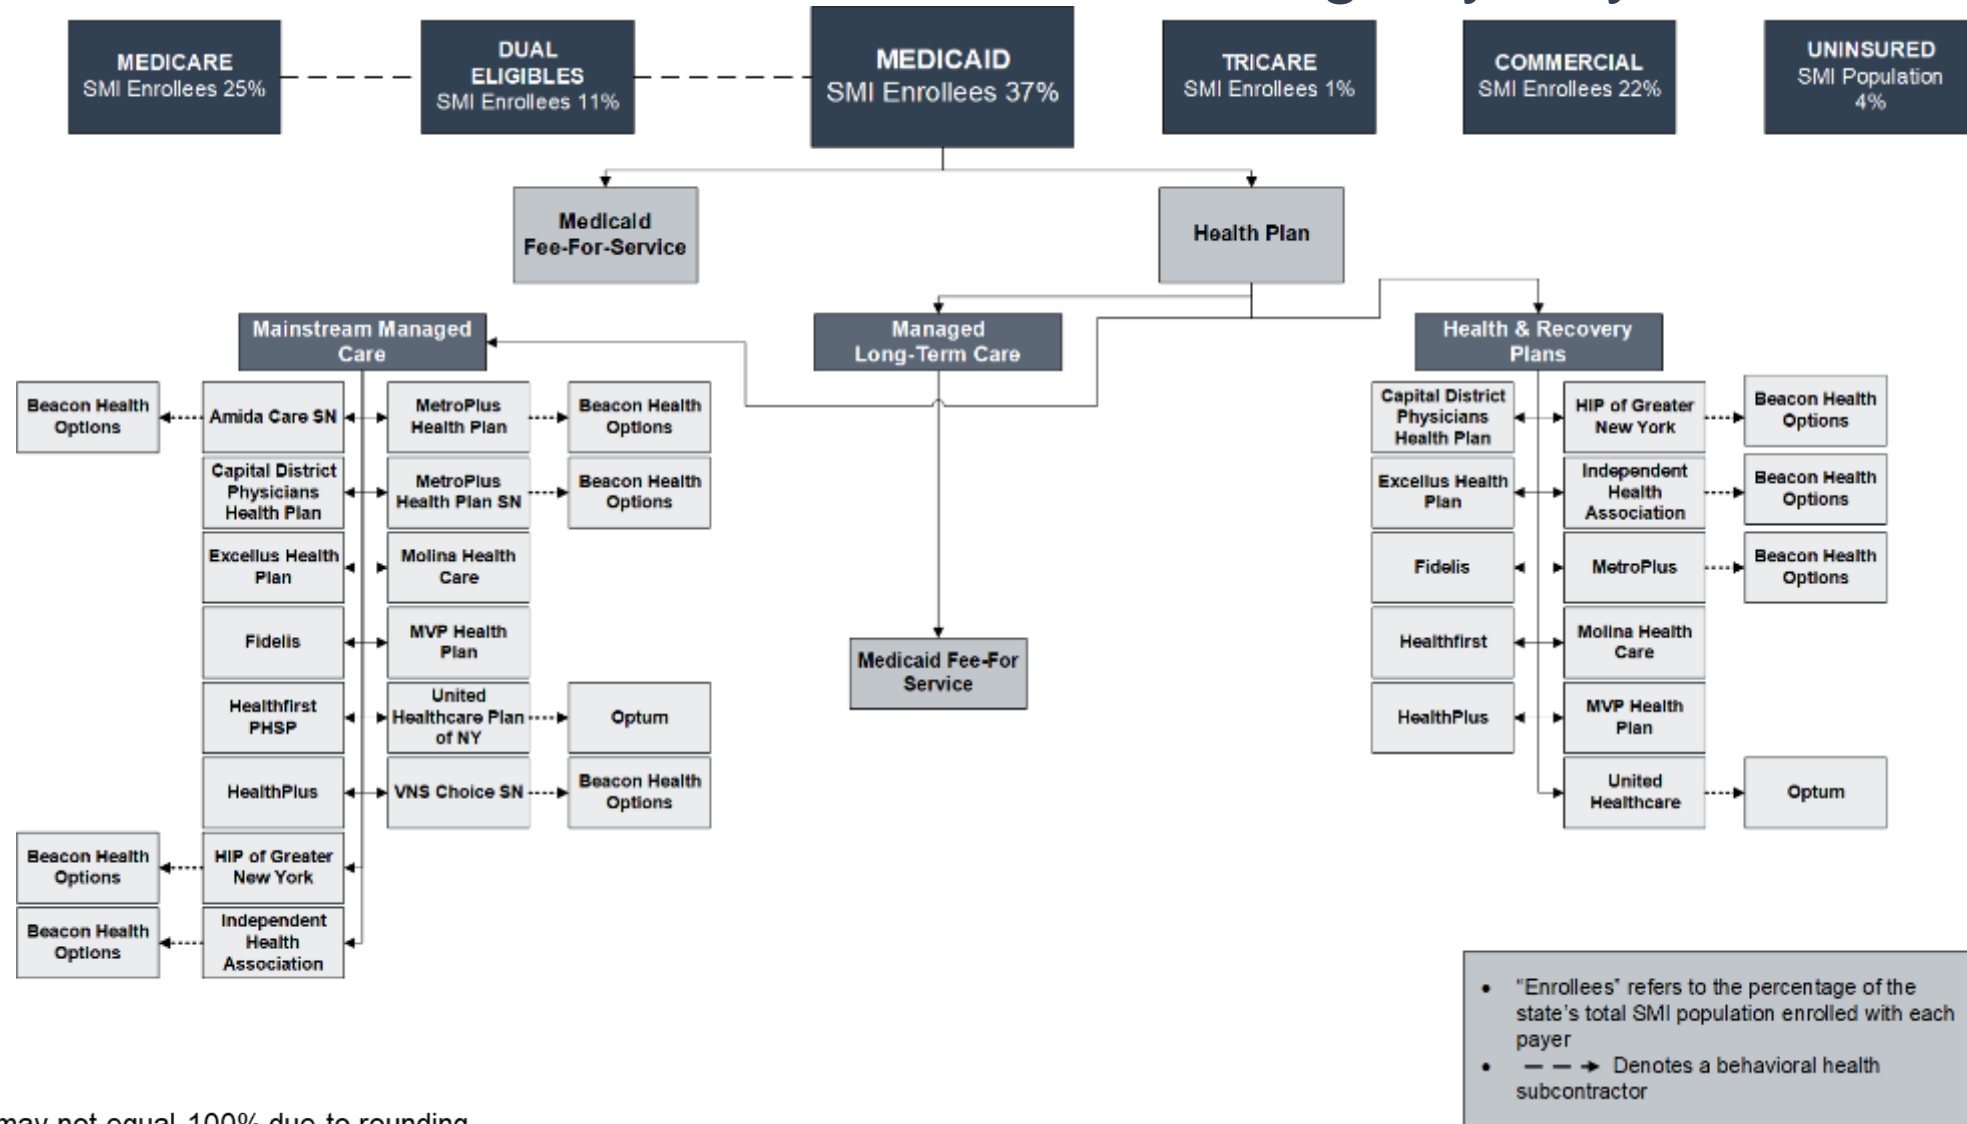 MEDICARE
SMI Enrollees 25%
DUAL
ELIGIBLES
SMI Enrollees 11%
MEDICAID
SMI Enrollees 37%
TRICARE
SMI Enrollees 1%
COMMERCIAL
SMI Enrollees 22%
UNINSURED
SMI Population
4%
Medicaid
Fee-For-Service
Health Plan
Mainstream Managed
Care
Managed
Long-Term Care
Health & Recovery
Plans
Beacon Health
Options
Amida Care SN
MetroPlus
Health Plan
Beacon Health
Options
Capital District
Physicians
Health Plan
MetroPlus
Health Plan SN
Beacon Health
Options
Excellus Health
Plan
Molina Health
Care
Fidelis
MVP Health
Plan
Healthfirst
PHSP
United
Healthcare Plan
of NY
Optum
HealthPlus
VNS Choice SN
Beacon Health
Options
Beacon Health
Options
HIP of Greater
New York
Beacon Health
Options
Independent
Health
Association
Medicaid Fee-For
Service
Capital District
Physicians
Health Plan
HIP of Greater
New York
Beacon Health
Options
Excellus Health
Plan
Independent
Health
Association
Beacon Health
Options
Fidelis
MetroPlus
Beacon Health
Options
Healthfirst
Molina Health
Care
HealthPlus
MVP Health
Plan
United
Healthcare
Optum
• "Enrollees" refers to the percentage of the
state's total SMI population enrolled with each
payer
• Denotes a behavioral health
subcontractor
may not equal 100% due to rounding